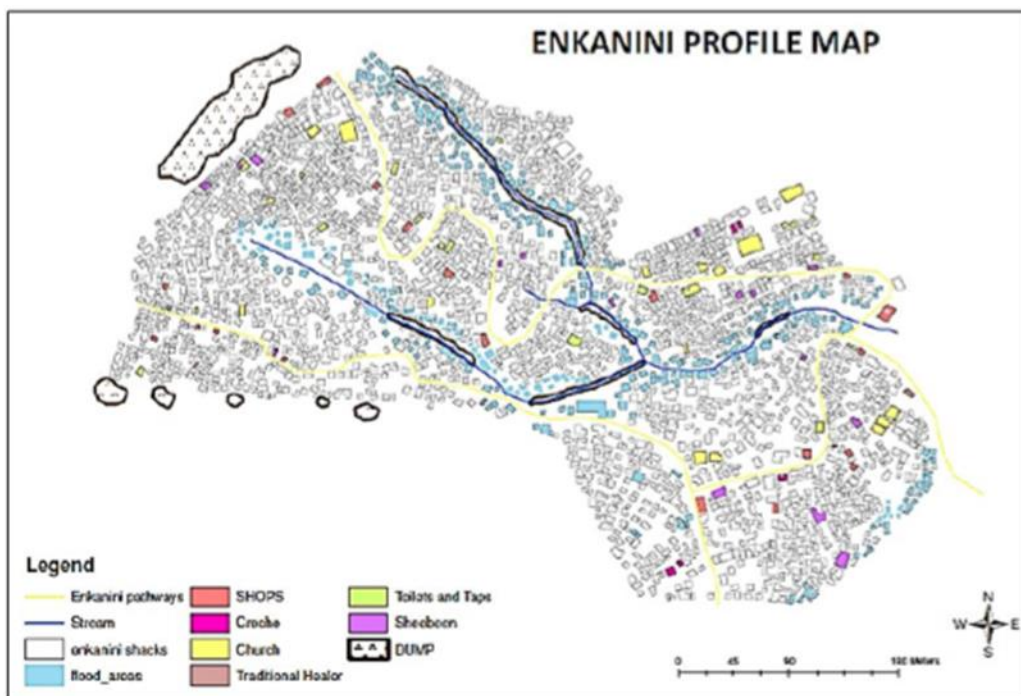 ENKANINI PROFILE MAP
Legend
Enkanini pathways
Stream
enkanini shacks
flood_areas
SHOPS
Creche
Church
Traditional Healer
Toilets and Taps
Sheebeen
DUMP
N
W E
S
0 45 90 180 Meters